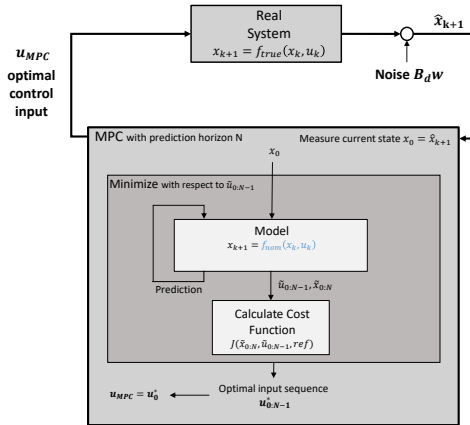 Real
System
x_{k+1} = f_{true}(x_k, u_k)
x̂_{k+1}
u_{MPC}
optimal
control
input
Noise B_d w
MPC with prediction horizon N
Measure current state x_0 = x̂_{k+1}
x_0
Minimize with respect to ũ_{0:N-1}
Model
x_{k+1} = f_{nom}(x_k, u_k)
Prediction
ũ_{0:N-1}, x̃_{0:N}
Calculate Cost
Function
J(x̃_{0:N}, ũ_{0:N-1}, ref)
Optimal input sequence
u*_{0:N-1}
u_{MPC} = u*_0